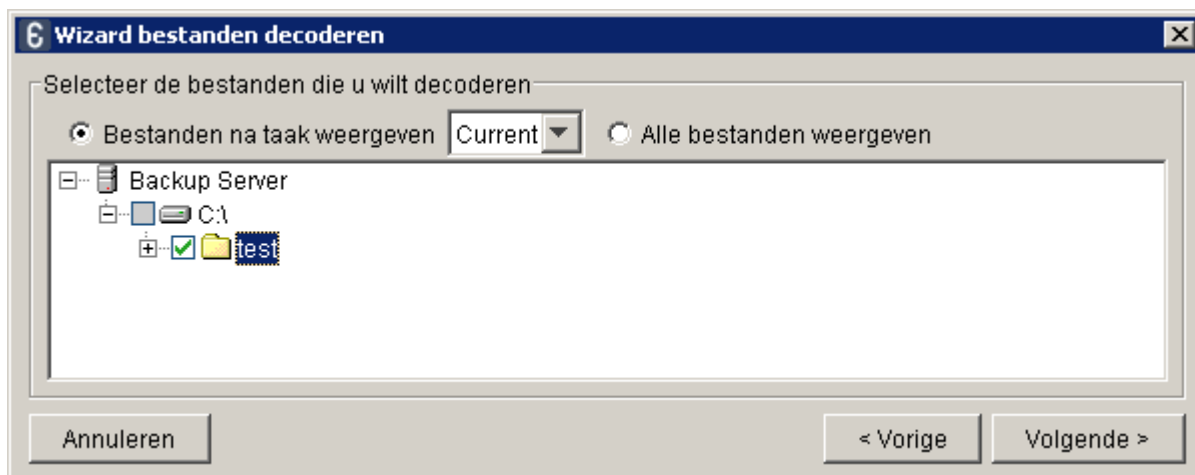 Wizard bestanden decoderen
Selecteer de bestanden die u wilt decoderen
Bestanden na taak weergeven Current Alle bestanden weergeven
Backup Server
C:\
test
Annuleren < Vorige Volgende >